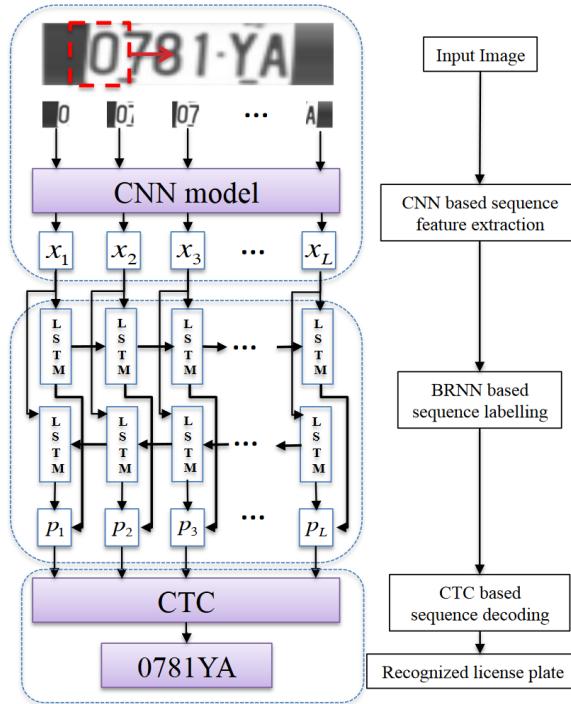 0781-YA
0 07 07 ... A
CNN model
x1 x2 x3 ... xL
LSTM LSTM LSTM ... LSTM
LSTM LSTM LSTM ... LSTM
p1 p2 p3 ... pL
CTC
0781YA
Input Image
CNN based sequence
feature extraction
BRNN based
sequence labelling
CTC based
sequence decoding
Recognized license plate